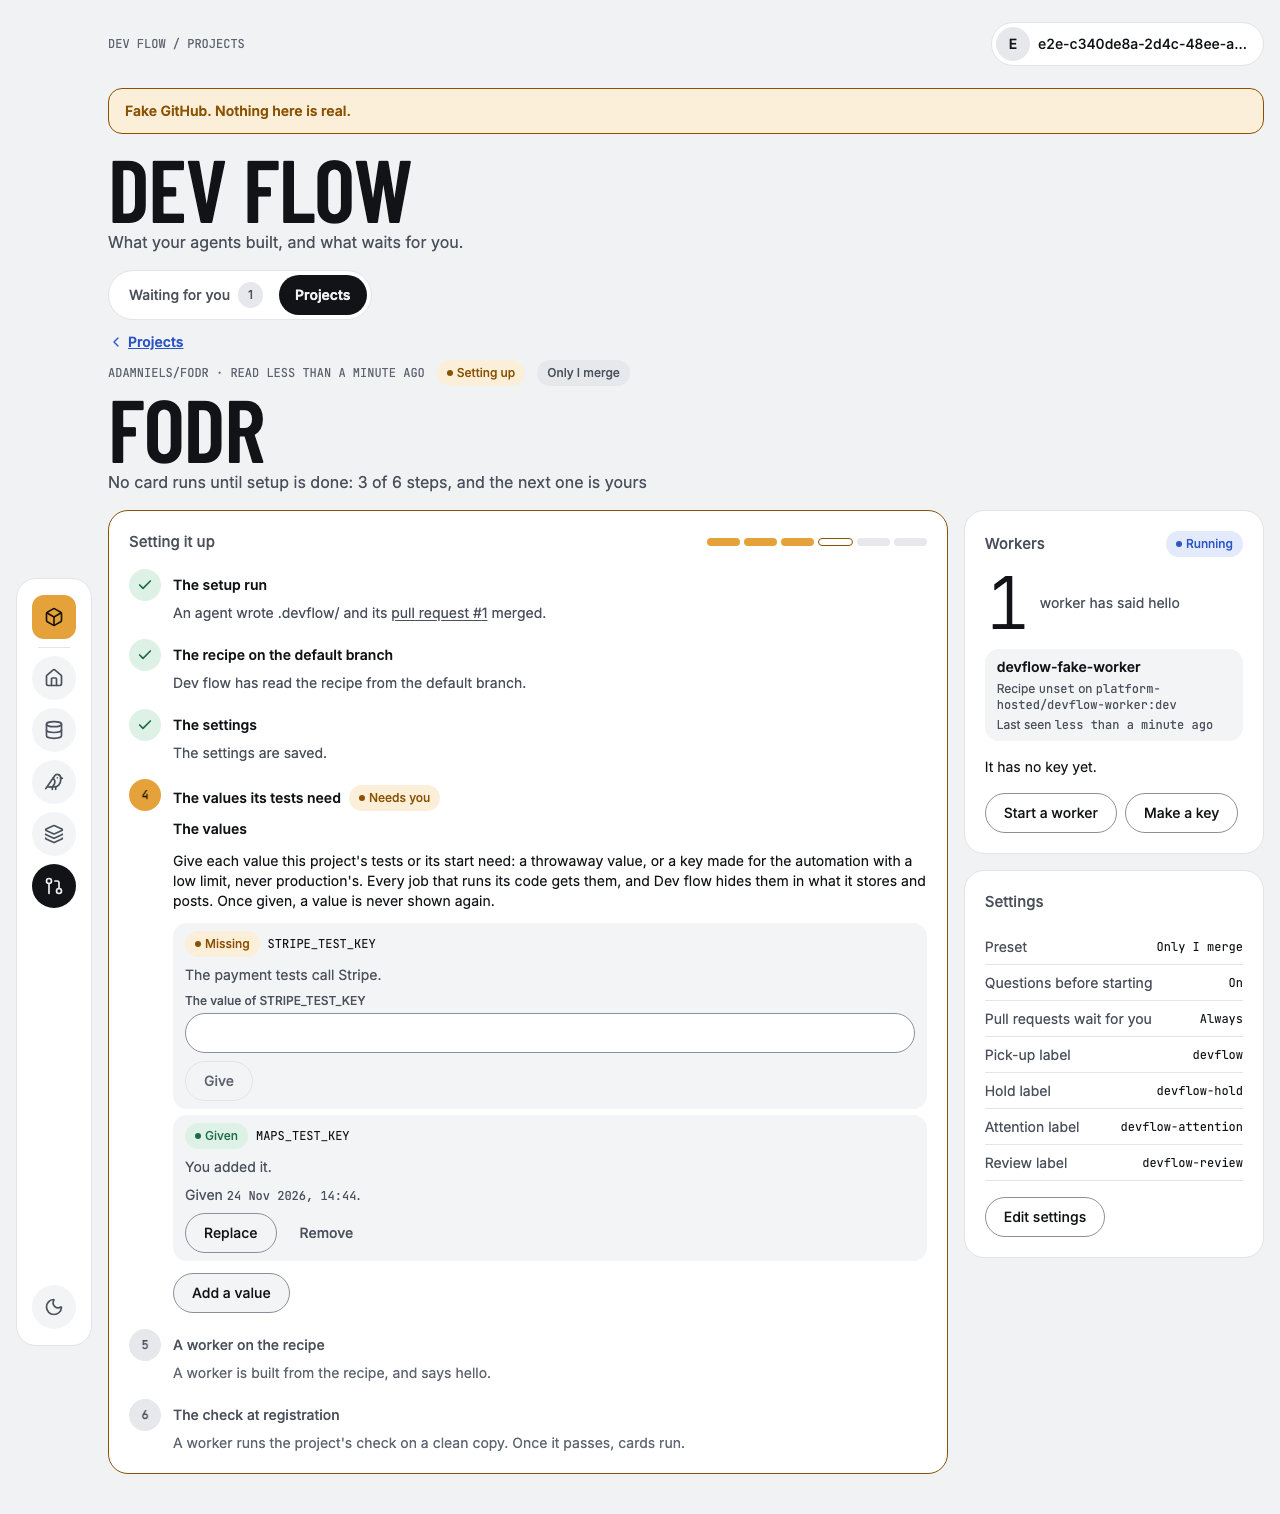 DEV FLOW / PROJECTS
E
e2e-c340de8a-2d4c-48ee-a...
Fake GitHub. Nothing here is real.
DEV FLOW
What your agents built, and what waits for you.
Waiting for you 1
Projects
Projects
ADAMNIELS/FODR · READ LESS THAN A MINUTE AGO
Setting up
Only I merge
FODR
No card runs until setup is done: 3 of 6 steps, and the next one is yours
Setting it up
The setup run
An agent wrote .devflow/ and its pull request #1 merged.
The recipe on the default branch
Dev flow has read the recipe from the default branch.
The settings
The settings are saved.
4
The values its tests need
Needs you
The values
Give each value this project's tests or its start need: a throwaway value, or a key made for the automation with a
low limit, never production's. Every job that runs its code gets them, and Dev flow hides them in what it stores and
posts. Once given, a value is never shown again.
Missing
STRIPE_TEST_KEY
The payment tests call Stripe.
The value of STRIPE_TEST_KEY
Give
Given
MAPS_TEST_KEY
You added it.
Given 24 Nov 2026, 14:44.
Replace
Remove
Add a value
5
A worker on the recipe
A worker is built from the recipe, and says hello.
6
The check at registration
A worker runs the project's check on a clean copy. Once it passes, cards run.
Workers
Running
1
worker has said hello
devflow-fake-worker
Recipe unset on platform-
hosted/devflow-worker:dev
Last seen less than a minute ago
It has no key yet.
Start a worker
Make a key
Settings
Preset
Only I merge
Questions before starting
On
Pull requests wait for you
Always
Pick-up label
devflow
Hold label
devflow-hold
Attention label
devflow-attention
Review label
devflow-review
Edit settings